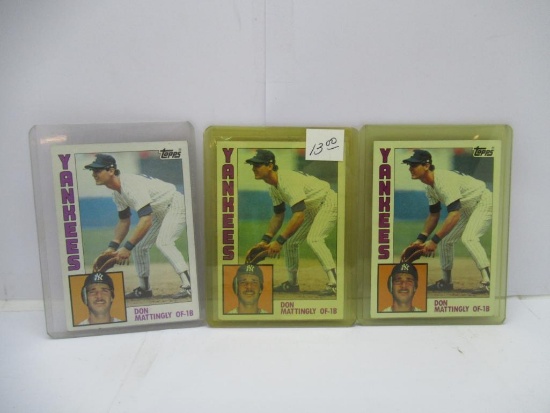 Topps
YANKEES
DON
MATTINGLY OF-1B
13.00
YANKEES
DON
MATTINGLY OF-1B
Topps
YANKEES
DON
MATTINGLY OF-1B